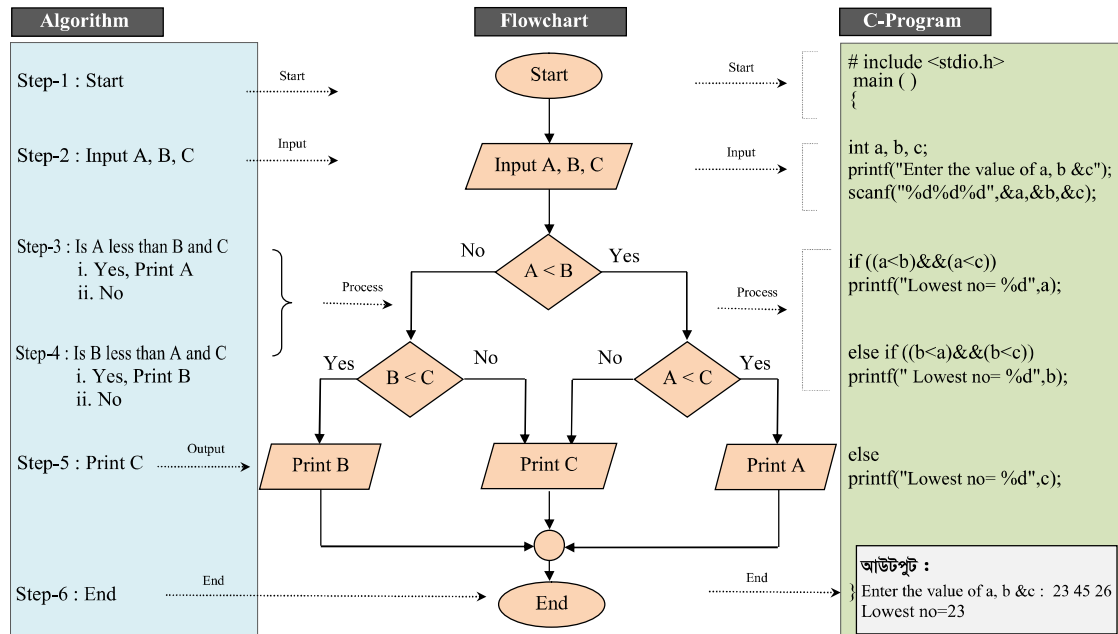 Algorithm
Step-1 : Start
Step-2 : Input A, B, C
Step-3 : Is A less than B and C
i. Yes, Print A
ii. No
Step-4 : Is B less than A and C
i. Yes, Print B
ii. No
Step-5 : Print C
Step-6 : End
Start
Input
Process
Output
End
Flowchart
Start
Input A, B, C
No
A < B
Yes
Yes
B < C
No
No
A < C
Yes
Print B
Print C
Print A
End
Start
Input
Process
End
C-Program
# include <stdio.h>
main ( )
{
int a, b, c;
printf("Enter the value of a, b &c");
scanf("%d%d%d",&a,&b,&c);
if ((a<b)&&(a<c))
printf("Lowest no= %d",a);
else if ((b<a)&&(b<c))
printf(" Lowest no= %d",b);
else
printf("Lowest no= %d",c);
}
আউটপুট :
Enter the value of a, b &c : 23 45 26
Lowest no=23